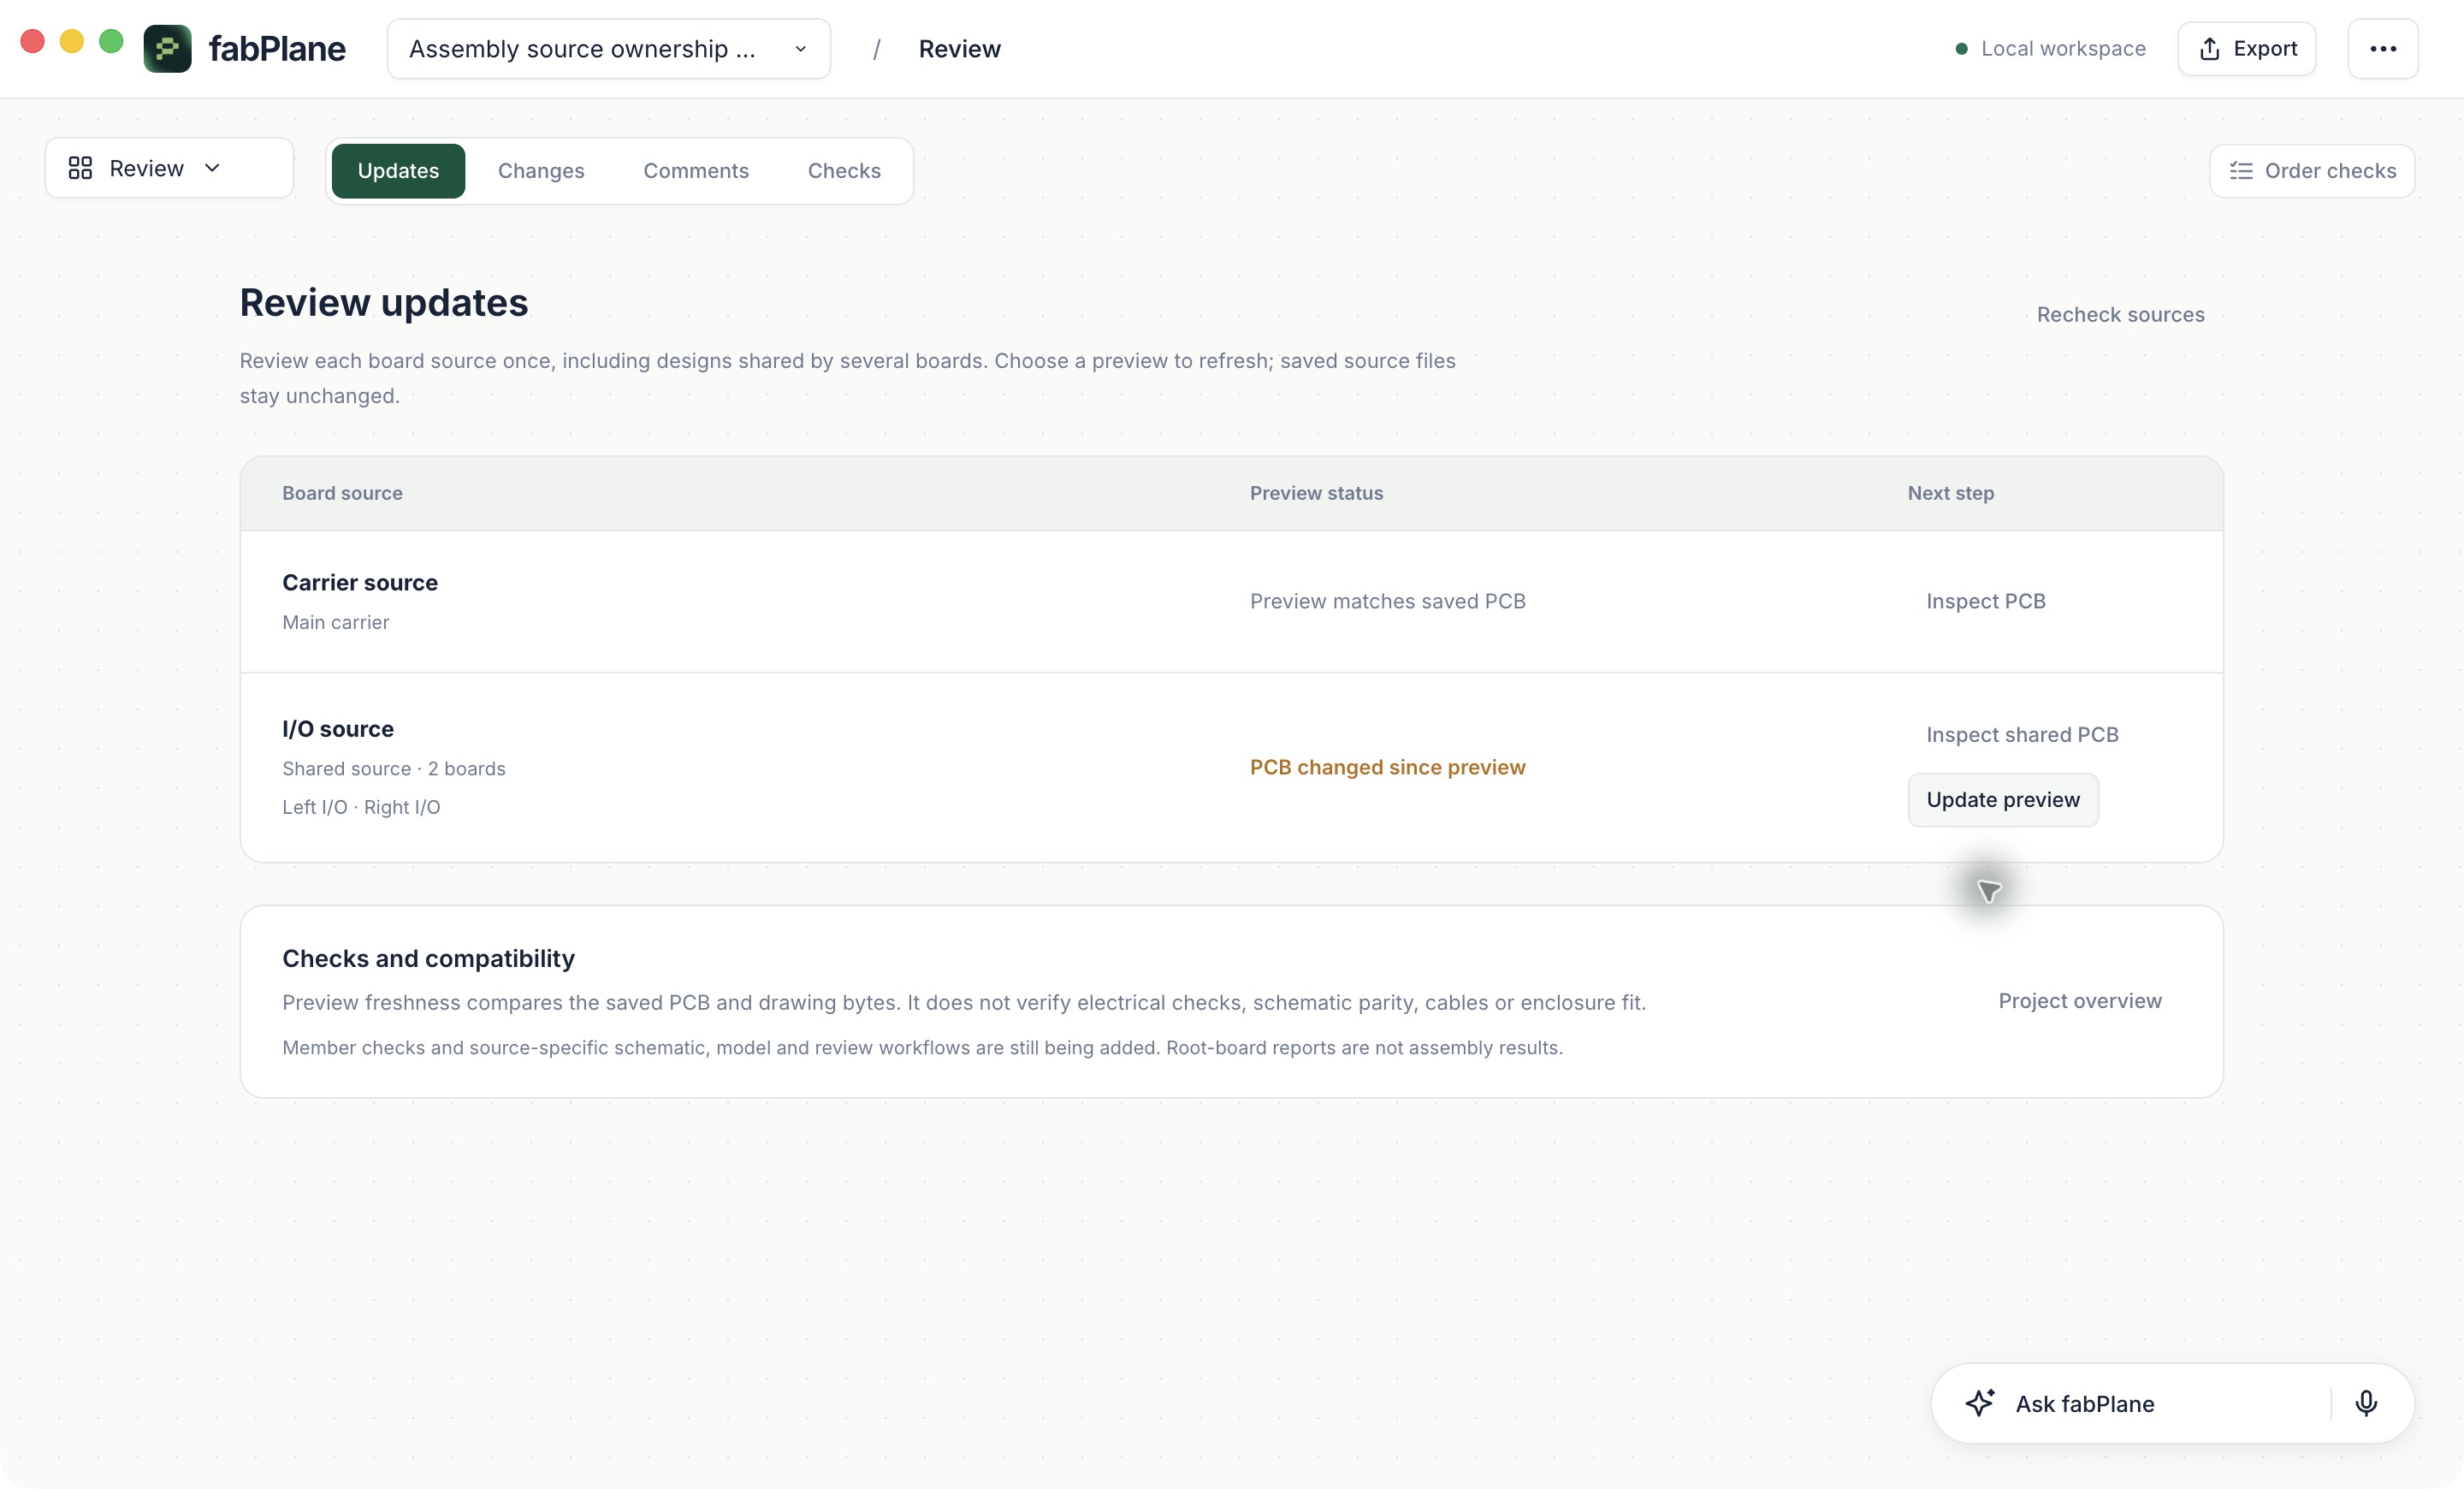 fabPlane
Assembly source ownership ...
/
Review
Local workspace
Export
Review
Updates
Changes
Comments
Checks
Order checks
Review updates
Recheck sources
Review each board source once, including designs shared by several boards. Choose a preview to refresh; saved source files
stay unchanged.
Board source
Preview status
Next step
Carrier source
Main carrier
Preview matches saved PCB
Inspect PCB
I/O source
Shared source · 2 boards
Left I/O · Right I/O
PCB changed since preview
Inspect shared PCB
Update preview
Checks and compatibility
Preview freshness compares the saved PCB and drawing bytes. It does not verify electrical checks, schematic parity, cables or enclosure fit.
Member checks and source-specific schematic, model and review workflows are still being added. Root-board reports are not assembly results.
Project overview
Ask fabPlane